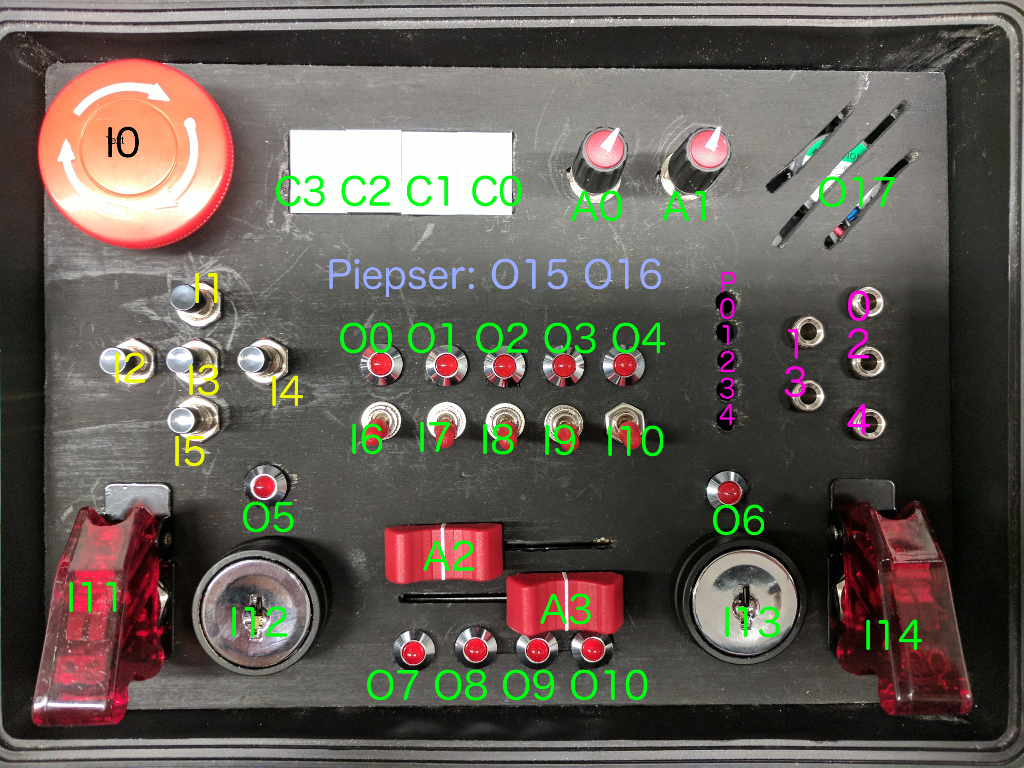 I0
C3 C2 C1 C0
A0
A1
O17
Piepser: O15 O16
I1
I2
I3
I4
I5
O0 O1 O2 O3 O4
I6 I7 I8 I9 I10
P
0
1
2
3
4
0
1
2
3
4
O5
O6
A2
A3
I11
I12
I13
I14
O7 O8 O9 O10